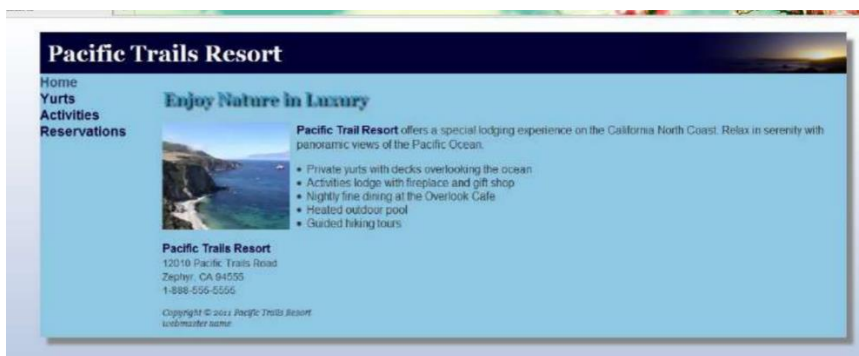 Pacific Trails Resort
Home
Yurts
Activities
Reservations
Enjoy Nature in Luxury
Pacific Trail Resort offers a special lodging experience on the California North Coast. Relax in serenity with
panoramic views of the Pacific Ocean.
• Private yurts with decks overlooking the ocean
• Activities lodge with fireplace and gift shop
• Nightly fine dining at the Overlook Cafe
• Heated outdoor pool
• Guided hiking tours
Pacific Trails Resort
12010 Pacific Trails Road
Zephyr, CA 94555
1-888-555-5555
Copyright © 2011 Pacific Trails Resort
webmaster name